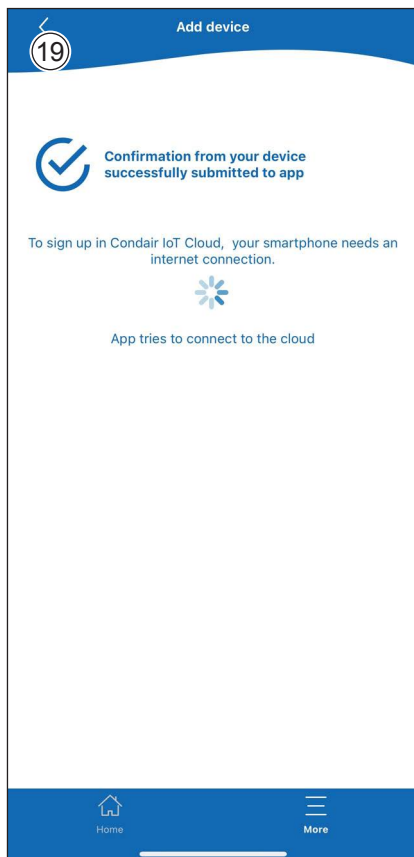 Add device
19
Confirmation from your device
successfully submitted to app
To sign up in Condair IoT Cloud, your smartphone needs an
internet connection.
App tries to connect to the cloud
Home
More